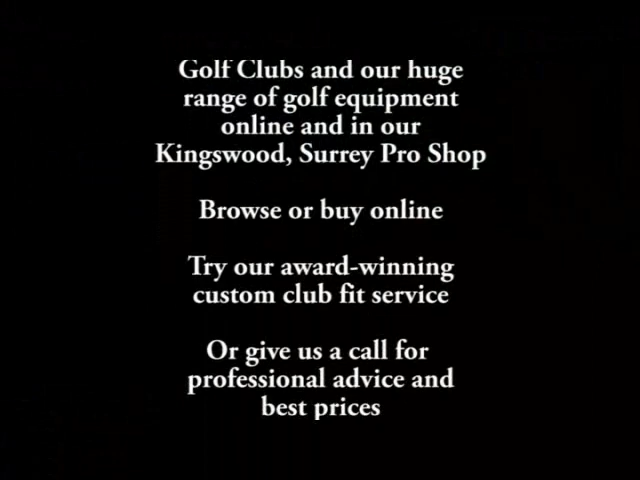 Golf Clubs and our huge
range of golf equipment
online and in our
Kingswood, Surrey Pro Shop
Browse or buy online
Try our award-winning
custom club fit service
Or give us a call for
professional advice and
best prices